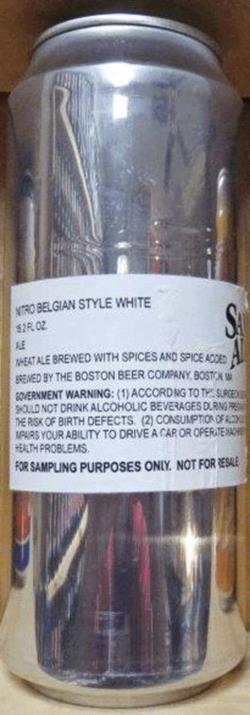 NITRO BELGIAN STYLE WHITE
15.2 FL OZ.
ALE
WHEAT ALE BREWED WITH SPICES AND SPICE ADDED
BREWED BY THE BOSTON BEER COMPANY, BOSTON, MA
GOVERNMENT WARNING: (1) ACCORDING TO THE SURGEON
SHOULD NOT DRINK ALCOHOLIC BEVERAGES DURING
THE RISK OF BIRTH DEFECTS. (2) CONSUMPTION OF
IMPAIRS YOUR ABILITY TO DRIVE A CAR OR OPERATE
HEALTH PROBLEMS.
FOR SAMPLING PURPOSES ONLY. NOT FOR RESALE